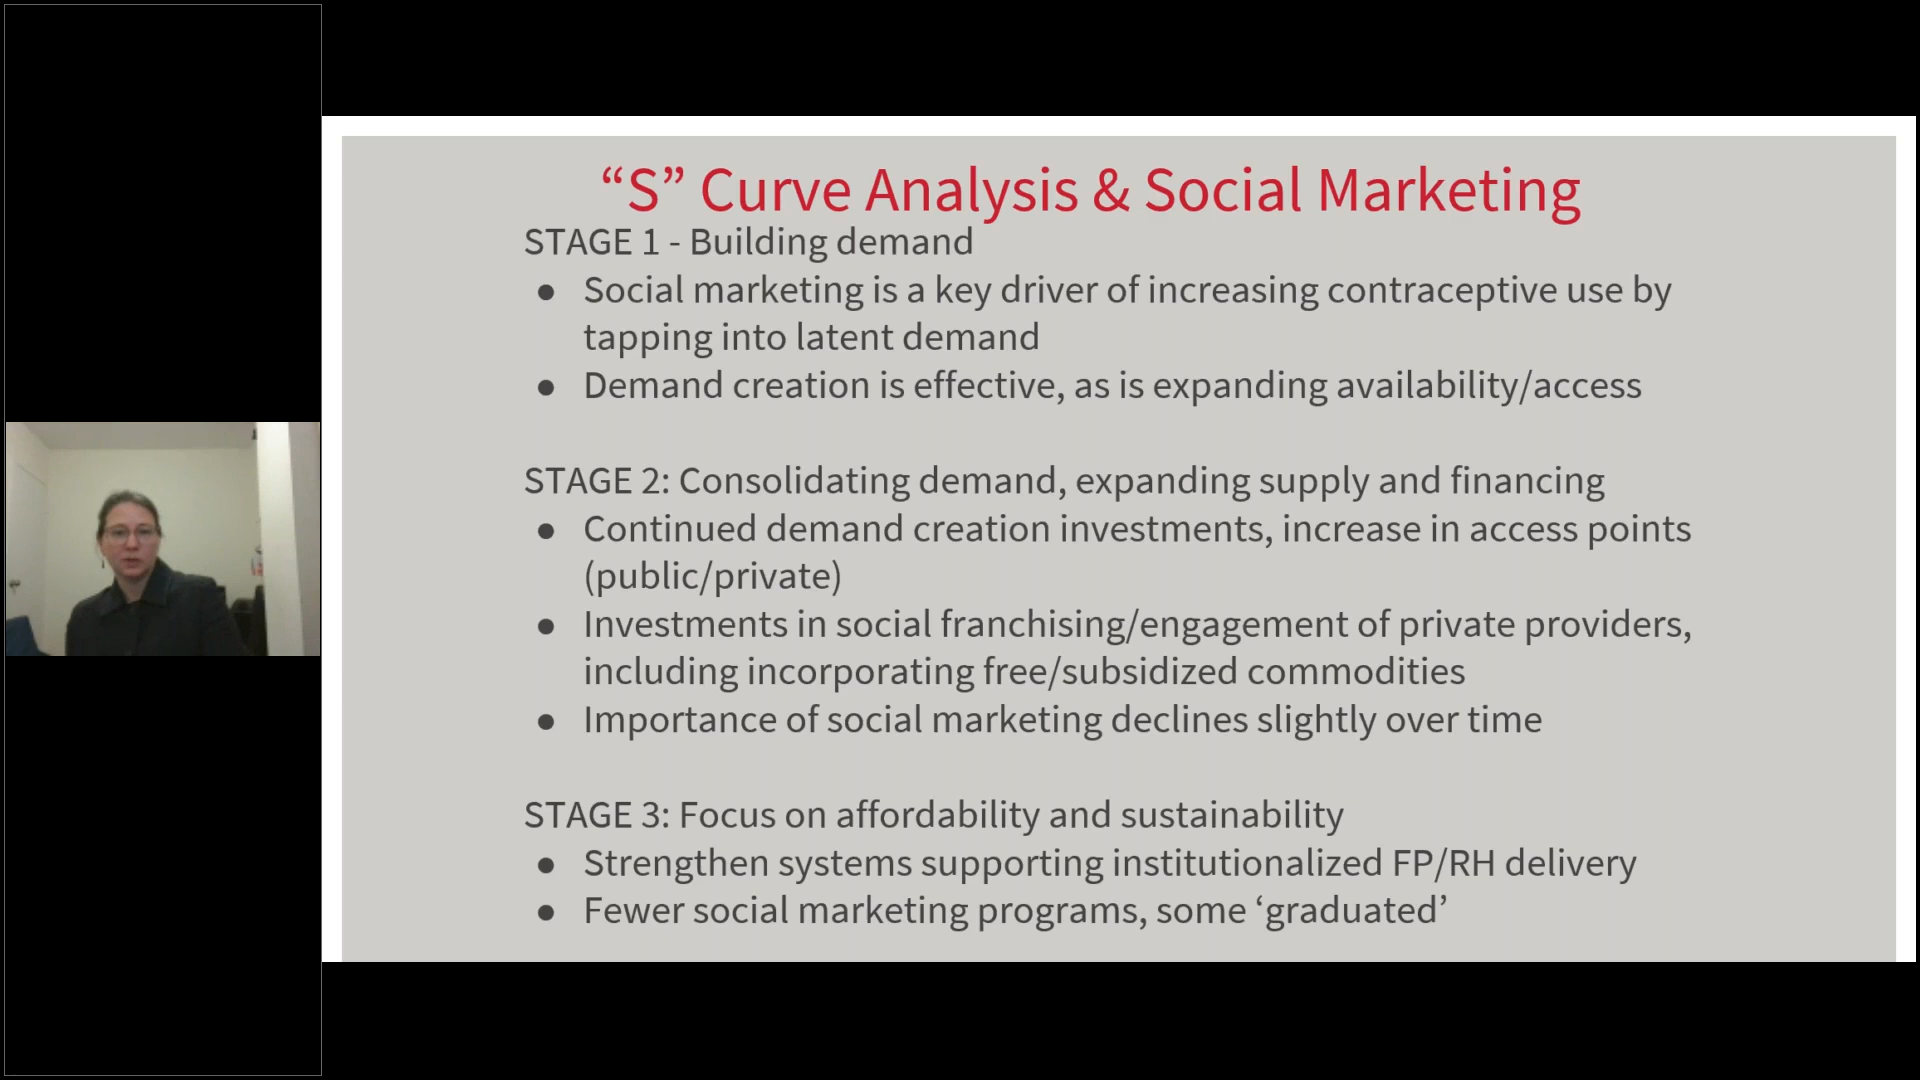 “S” Curve Analysis & Social Marketing
STAGE 1 - Building demand
● Social marketing is a key driver of increasing contraceptive use by
tapping into latent demand
● Demand creation is effective, as is expanding availability/access
STAGE 2: Consolidating demand, expanding supply and financing
● Continued demand creation investments, increase in access points
(public/private)
● Investments in social franchising/engagement of private providers,
including incorporating free/subsidized commodities
● Importance of social marketing declines slightly over time
STAGE 3: Focus on affordability and sustainability
● Strengthen systems supporting institutionalized FP/RH delivery
● Fewer social marketing programs, some ‘graduated’